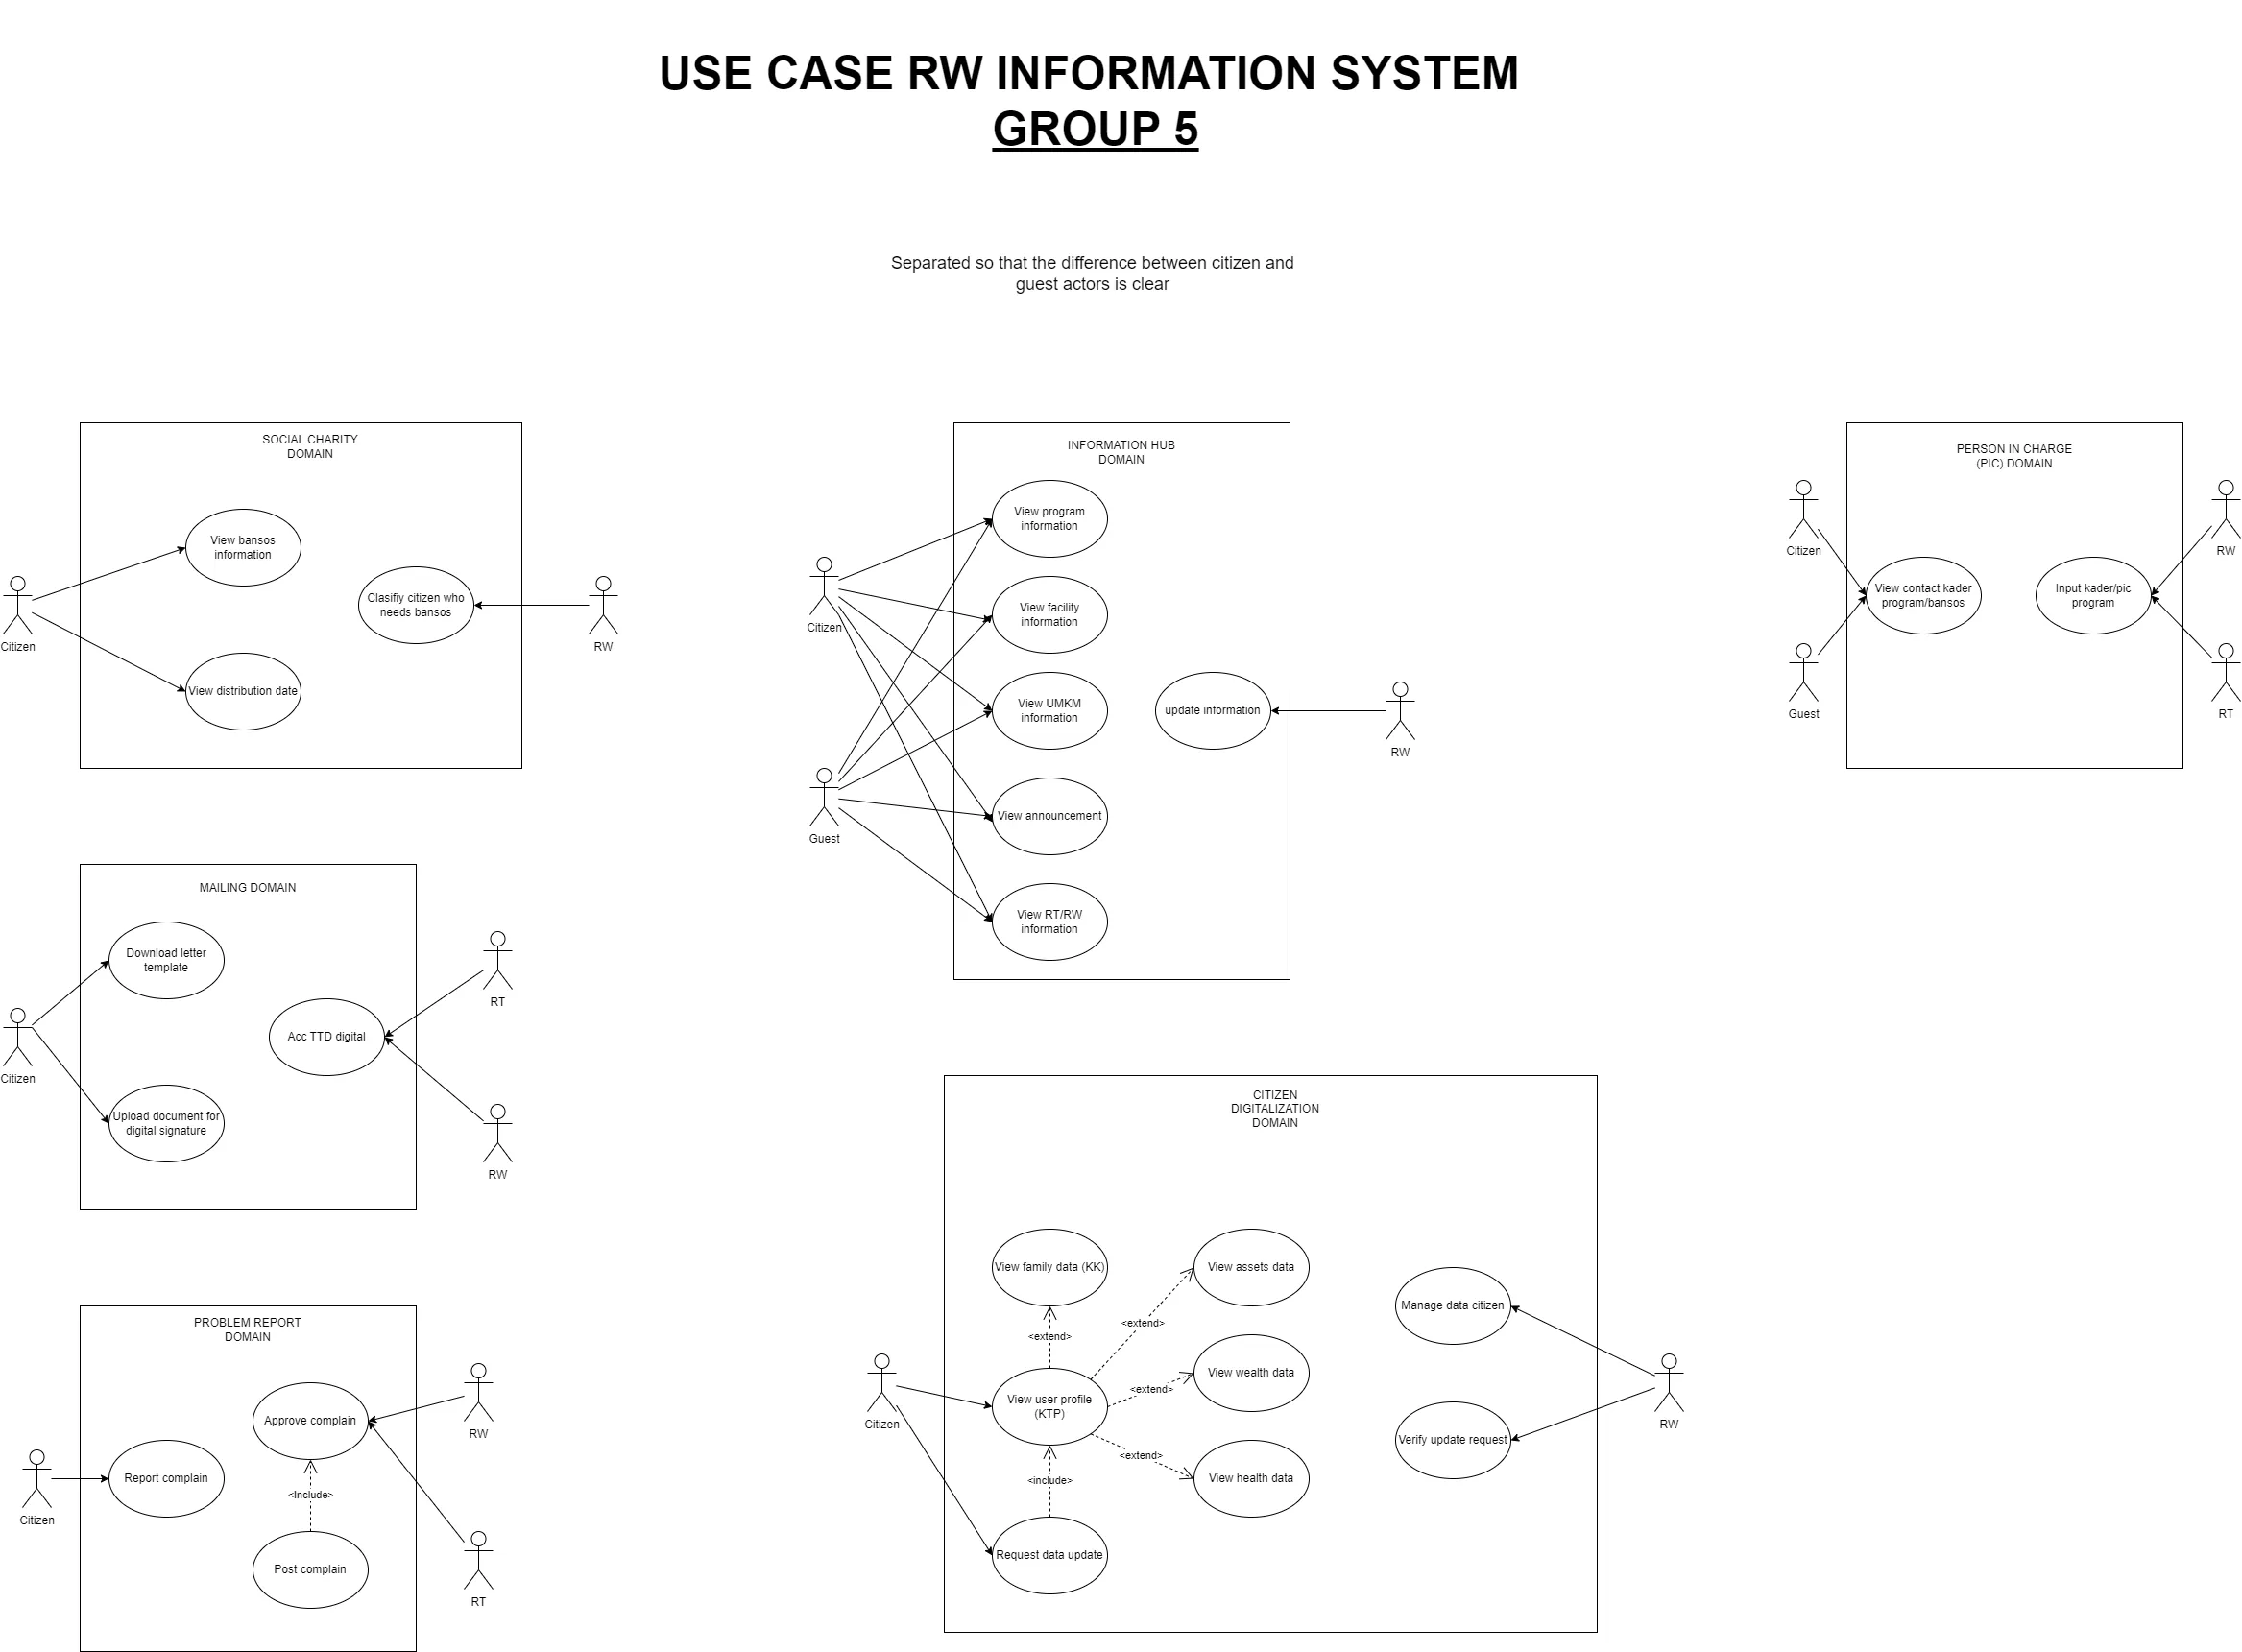 USE CASE RW INFORMATION SYSTEM
GROUP 5
Separated so that the difference between citizen and
guest actors is clear
SOCIAL CHARITY
DOMAIN
View bansos
information
Clasifiy citizen who
needs bansos
View distribution date
Citizen
RW
INFORMATION HUB
DOMAIN
View program
information
View facility
information
View UMKM
information
View announcement
View RT/RW
information
update information
Citizen
Guest
RW
PERSON IN CHARGE
(PIC) DOMAIN
Citizen
Guest
View contact kader
program/bansos
Input kader/pic
program
RW
RT
MAILING DOMAIN
Download letter
template
Upload document for
digital signature
Acc TTD digital
Citizen
RT
RW
CITIZEN
DIGITALIZATION
DOMAIN
View family data (KK)
View assets data
<extend>
<extend>
View wealth data
<extend>
View user profile
(KTP)
<extend>
View health data
<include>
Request data update
Manage data citizen
Verify update request
Citizen
RW
PROBLEM REPORT
DOMAIN
Approve complain
Report complain
<Include>
Post complain
Citizen
RW
RT